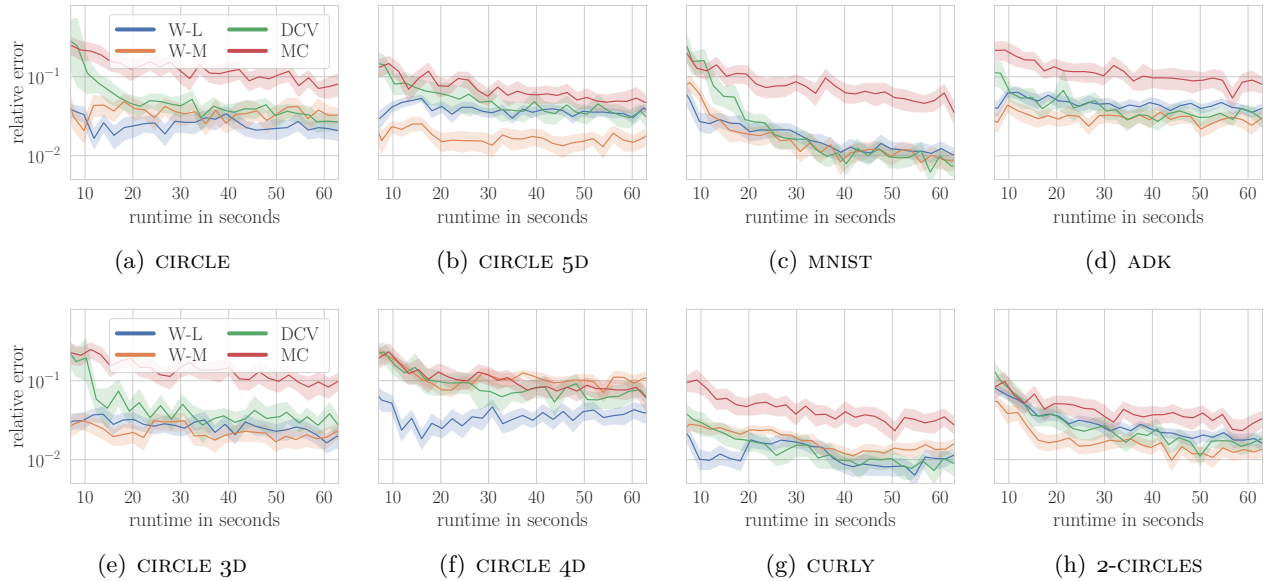 W-L DCV
W-M MC
relative error
10⁻¹
10⁻²
10 20 30 40 50 60
runtime in seconds
10 20 30 40 50 60
runtime in seconds
10 20 30 40 50 60
runtime in seconds
10 20 30 40 50 60
runtime in seconds
(a) CIRCLE
(b) CIRCLE 5D
(c) MNIST
(d) ADK
W-L DCV
W-M MC
relative error
10⁻¹
10⁻²
10 20 30 40 50 60
runtime in seconds
10 20 30 40 50 60
runtime in seconds
10 20 30 40 50 60
runtime in seconds
10 20 30 40 50 60
runtime in seconds
(e) CIRCLE 3D
(f) CIRCLE 4D
(g) CURLY
(h) 2-CIRCLES